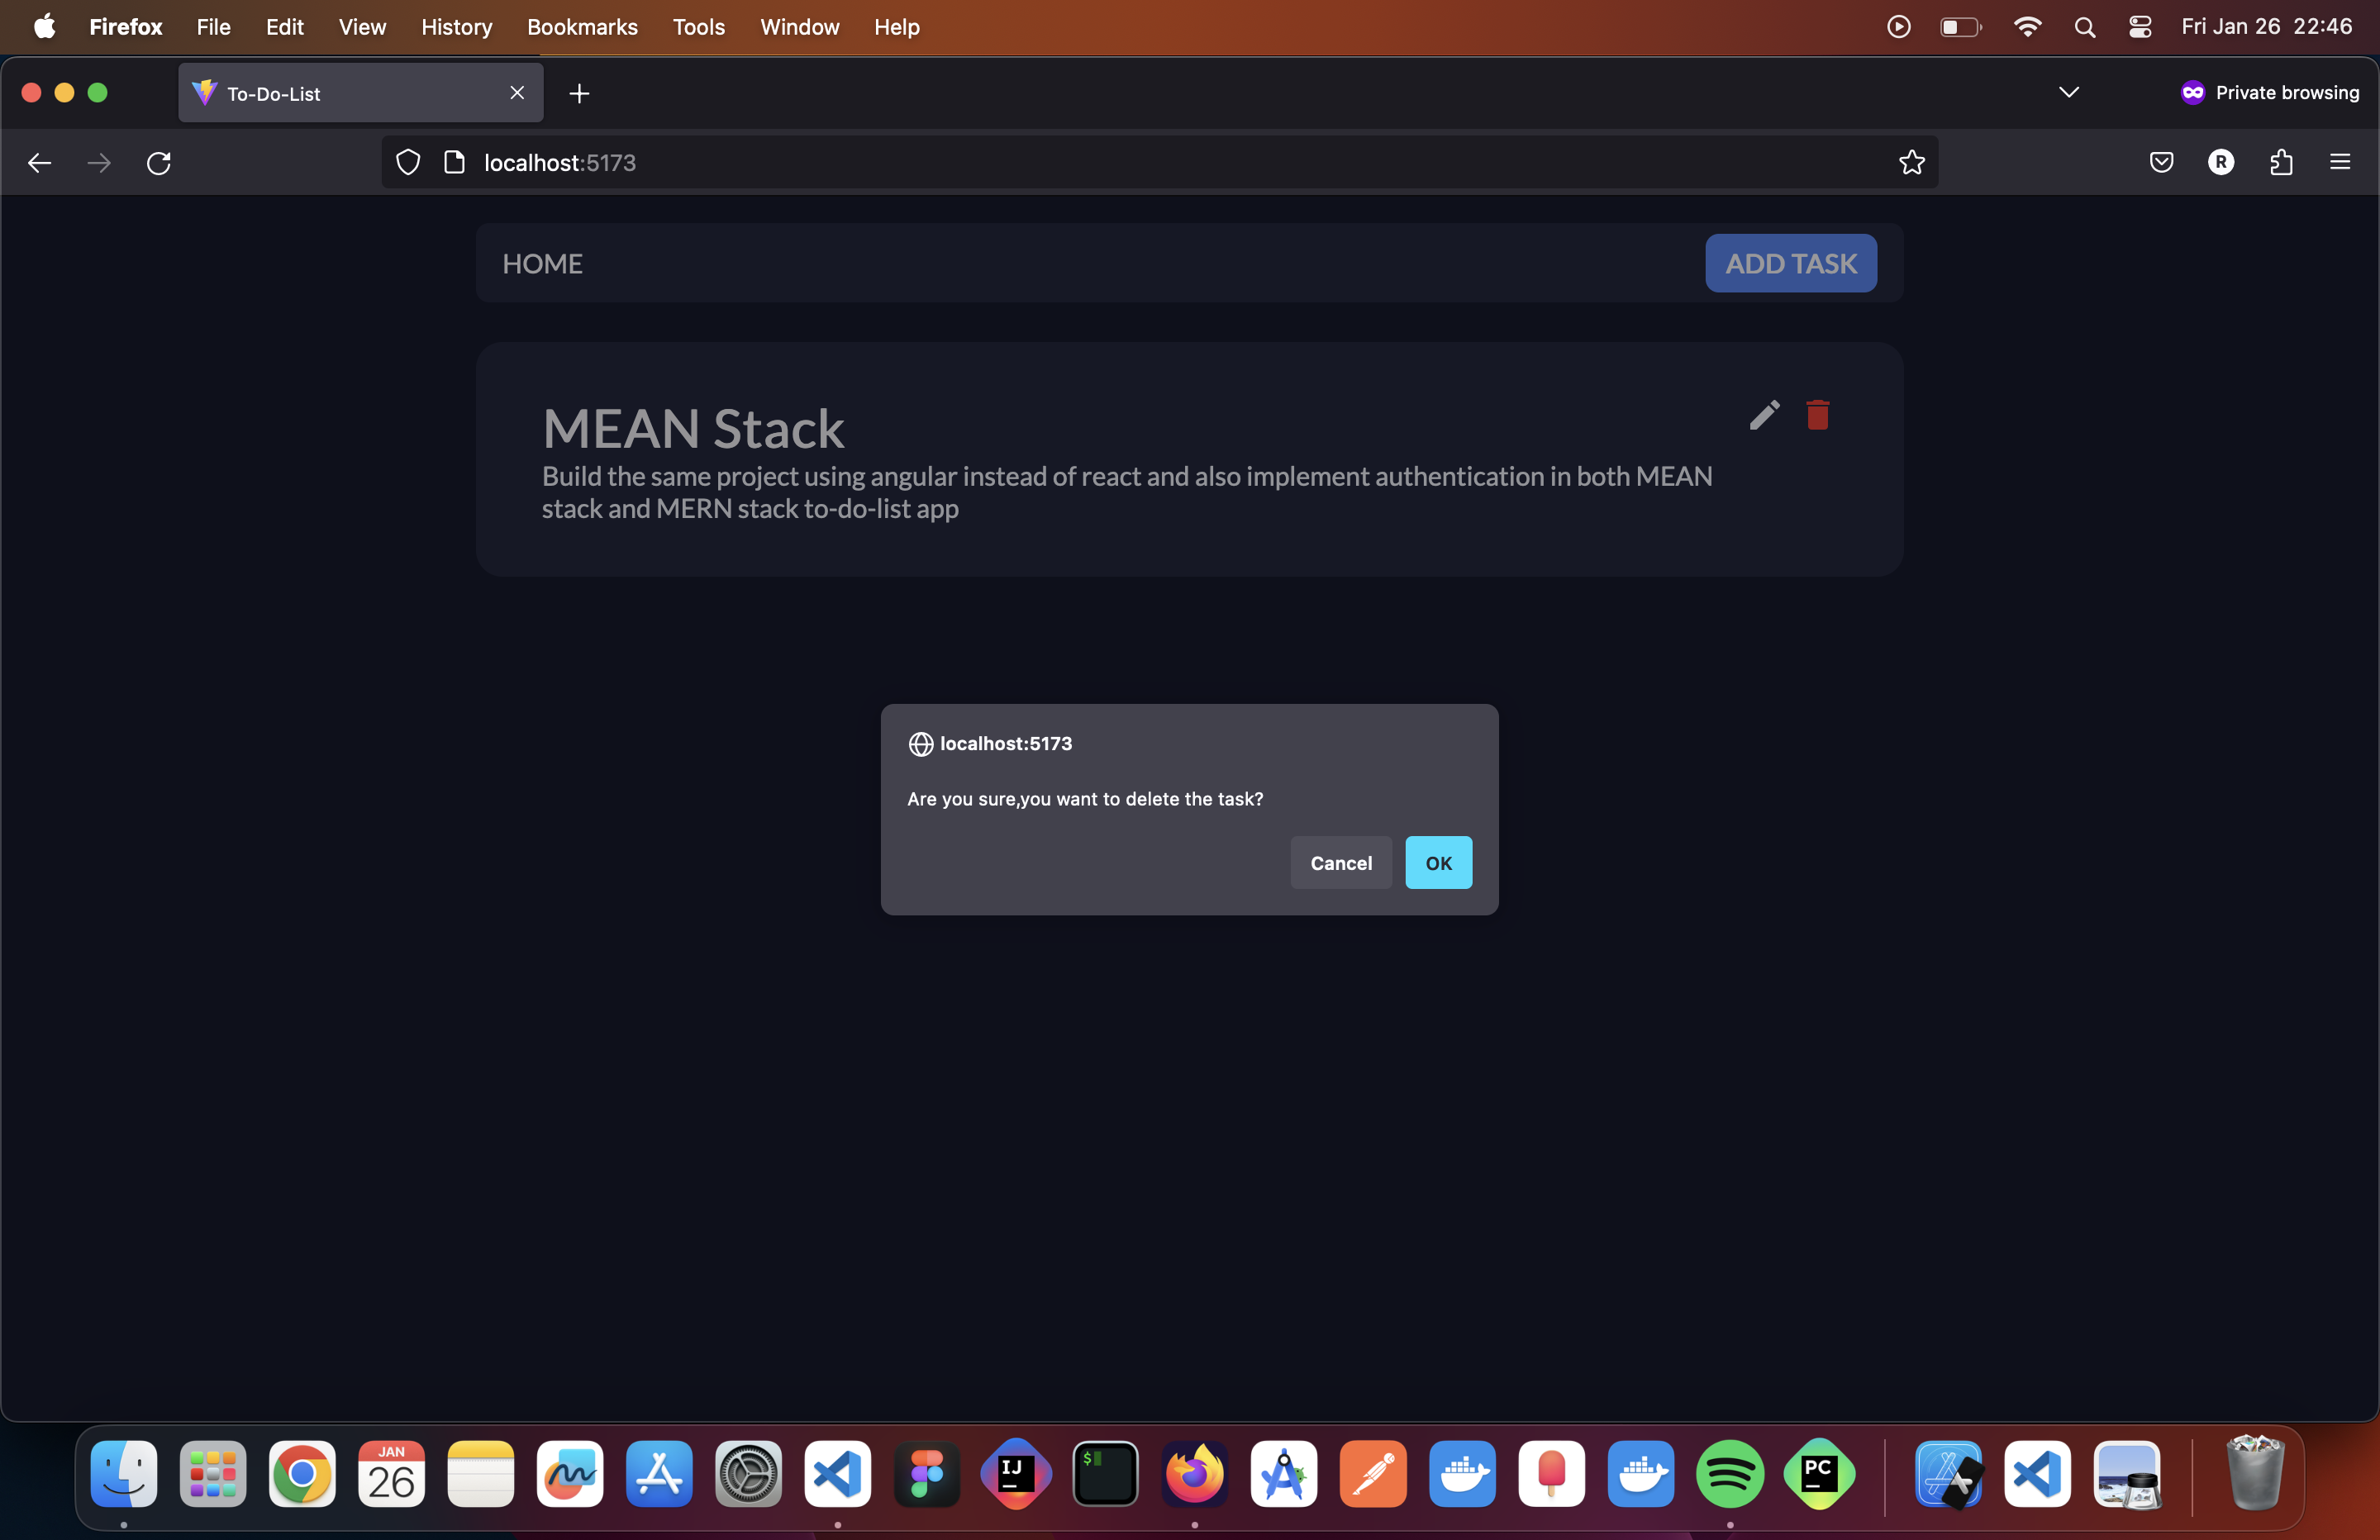 Firefox File Edit View History Bookmarks Tools Window Help Fri Jan 26 22:46
To-Do-List Private browsing
localhost:5173 R
HOME ADD TASK
MEAN Stack
Build the same project using angular instead of react and also implement authentication in both MEAN
stack and MERN stack to-do-list app
localhost:5173
Are you sure,you want to delete the task?
Cancel OK
JAN
26 IJ $ PC